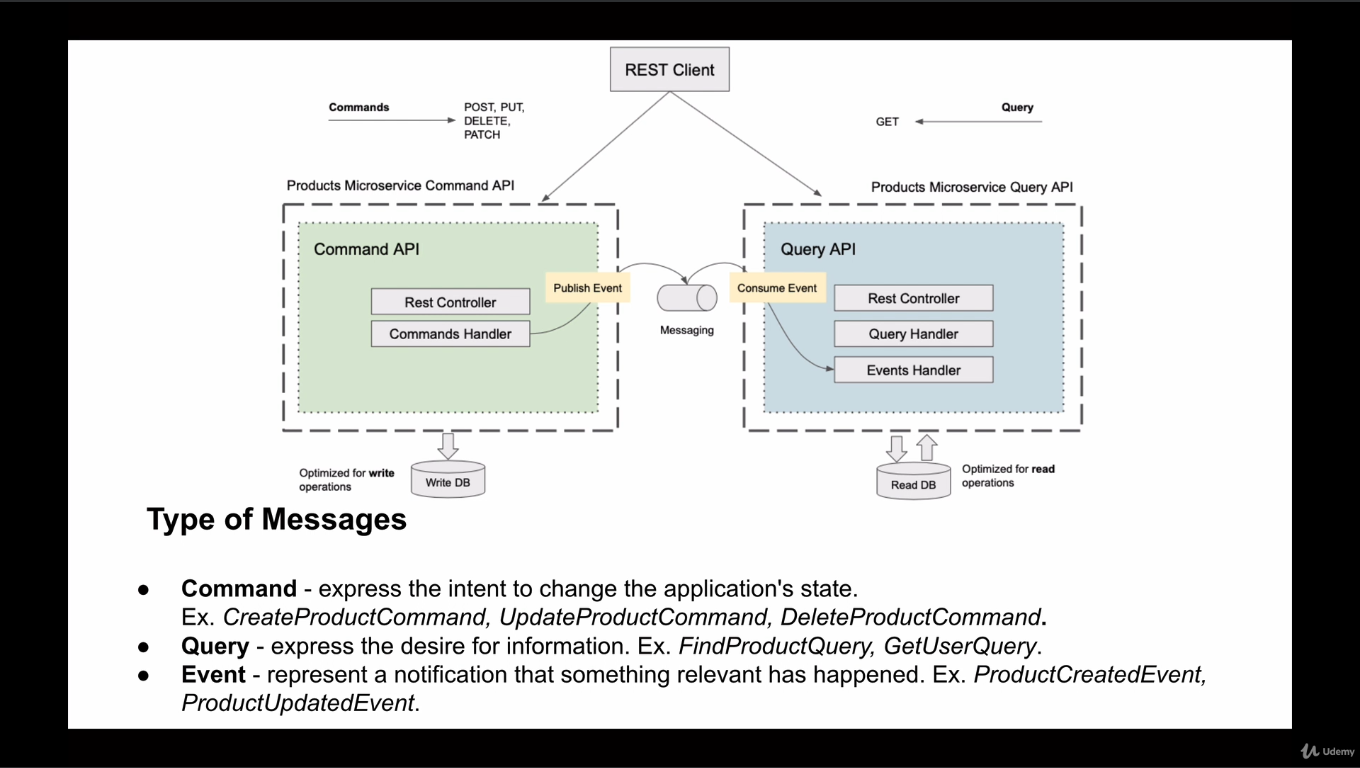 REST Client
Commands
POST, PUT,
DELETE,
PATCH
Query
GET
Products Microservice Command API
Products Microservice Query API
Command API
Rest Controller
Commands Handler
Publish Event
Messaging
Consume Event
Query API
Rest Controller
Query Handler
Events Handler
Optimized for write
operations
Write DB
Read DB
Optimized for read
operations
Type of Messages
● Command - express the intent to change the application's state.
Ex. CreateProductCommand, UpdateProductCommand, DeleteProductCommand.
● Query - express the desire for information. Ex. FindProductQuery, GetUserQuery.
● Event - represent a notification that something relevant has happened. Ex. ProductCreatedEvent,
ProductUpdatedEvent.
Udemy